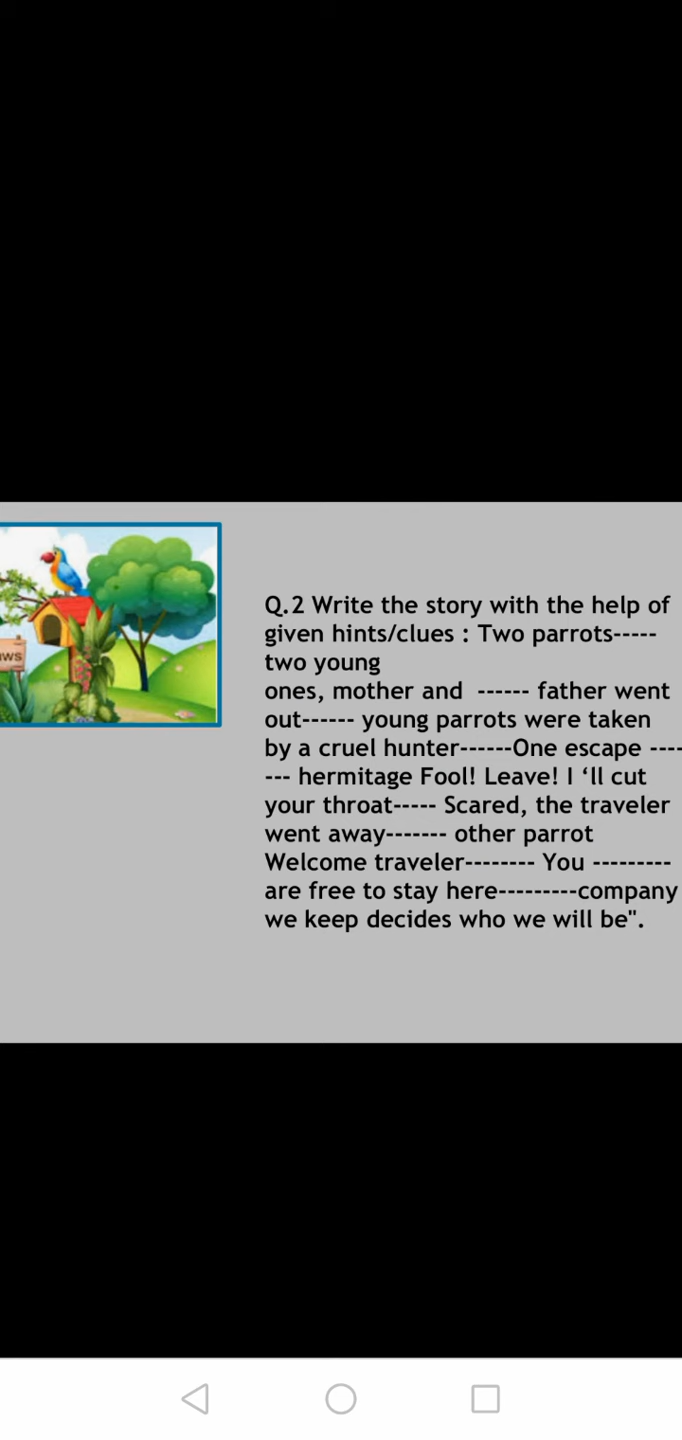 ws
Q.2 Write the story with the help of
given hints/clues : Two parrots-----
two young
ones, mother and ------ father went
out------ young parrots were taken
by a cruel hunter------One escape ----
--- hermitage Fool! Leave! I ‘ll cut
your throat----- Scared, the traveler
went away------- other parrot
Welcome traveler-------- You ---------
are free to stay here---------company
we keep decides who we will be".